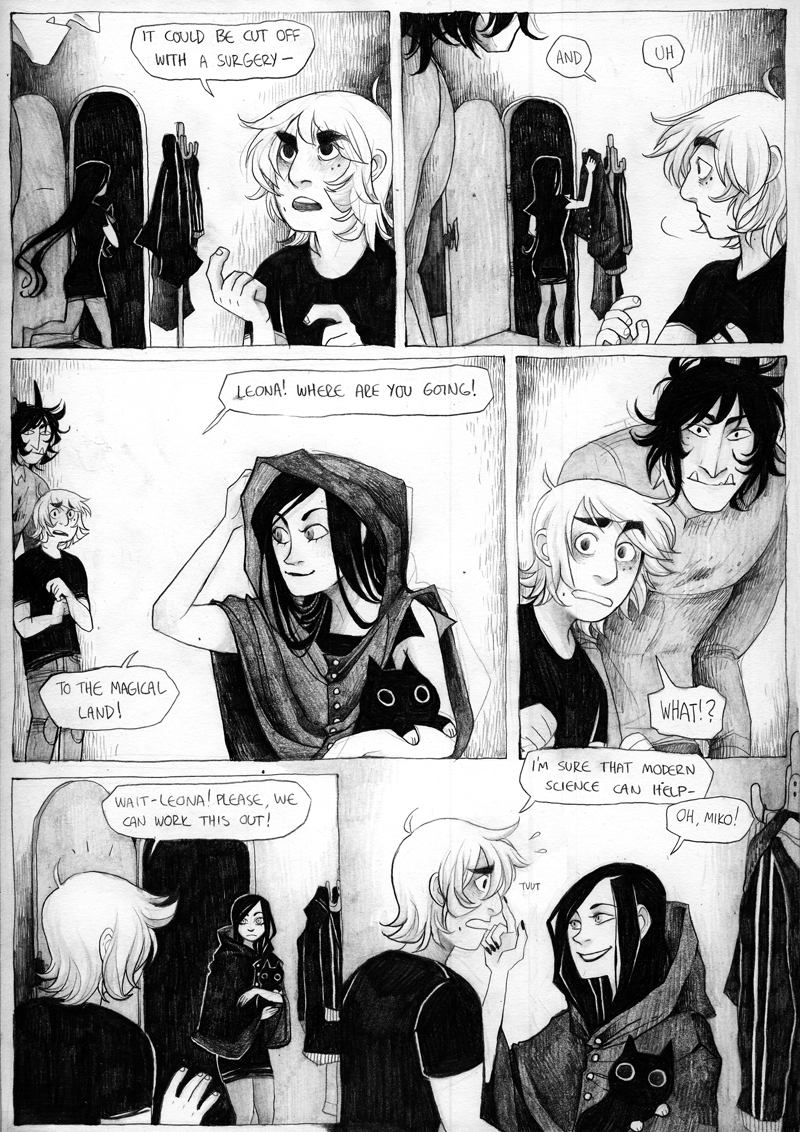 IT COULD BE CUT OFF
WITH A SURGERY—
AND
UH
LEONA! WHERE ARE YOU GOING!
TO THE MAGICAL
LAND!
WHAT!?
WAIT-LEONA! PLEASE, WE
CAN WORK THIS OUT!
I'M SURE THAT MODERN
SCIENCE CAN HELP-
OH, MIKO!
TUUT